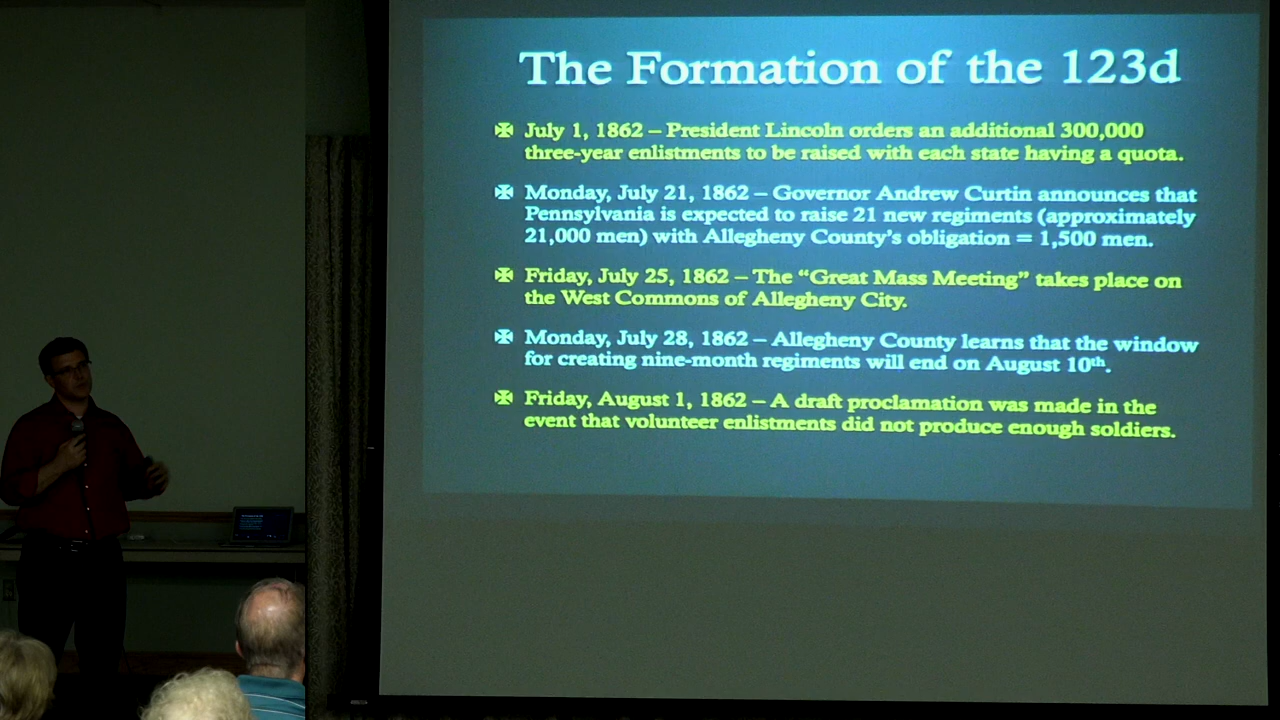 The Formation of the 123d
July 1, 1862 – President Lincoln orders an additional 300,000
three-year enlistments to be raised with each state having a quota.
Monday, July 21, 1862 – Governor Andrew Curtin announces that
Pennsylvania is expected to raise 21 new regiments (approximately
21,000 men) with Allegheny County's obligation = 1,500 men.
Friday, July 25, 1862 – The “Great Mass Meeting” takes place on
the West Commons of Allegheny City.
Monday, July 28, 1862 – Allegheny County learns that the window
for creating nine-month regiments will end on August 10th.
Friday, August 1, 1862 – A draft proclamation was made in the
event that volunteer enlistments did not produce enough soldiers.